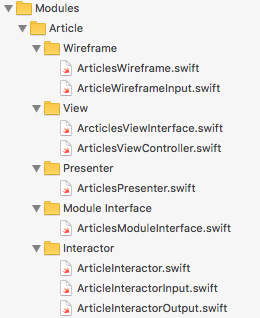 Modules
Article
Wireframe
ArticlesWireframe.swift
ArticleWireframeInput.swift
View
ArcticlesViewInterface.swift
ArticlesViewController.swift
Presenter
ArticlesPresenter.swift
Module Interface
ArticlesModuleInterface.swift
Interactor
ArticleInteractor.swift
ArticleInteractorInput.swift
ArticleInteractorOutput.swift